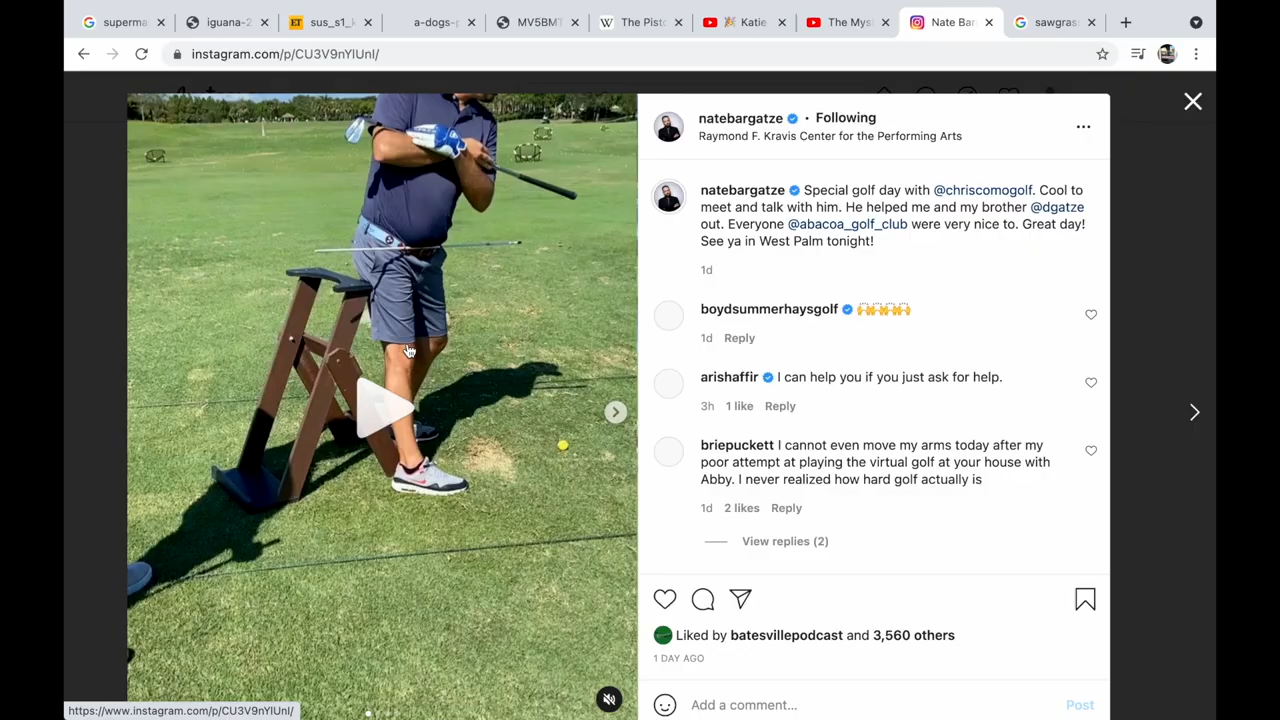 superma
iguana-2
sus_s1_k
a-dogs-p
MV5BMT
The Pist
Katie
The Mys
Nate Bar
sawgras
instagram.com/p/CU3V9nYlUnI/
natebargatze • Following
Raymond F. Kravis Center for the Performing Arts
natebargatze Special golf day with @chriscomogolf. Cool to
meet and talk with him. He helped me and my brother @dgatze
out. Everyone @abacoa_golf_club were very nice to. Great day!
See ya in West Palm tonight!
1d
boydsummerhaysgolf 🙌🙌🙌🙌
1d Reply
arishaffir I can help you if you just ask for help.
3h 1 like Reply
briepuckett I cannot even move my arms today after my
poor attempt at playing the virtual golf at your house with
Abby. I never realized how hard golf actually is
1d 2 likes Reply
View replies (2)
Liked by batesvillepodcast and 3,560 others
1 DAY AGO
Add a comment... Post
https://www.instagram.com/p/CU3V9nYlUnI/